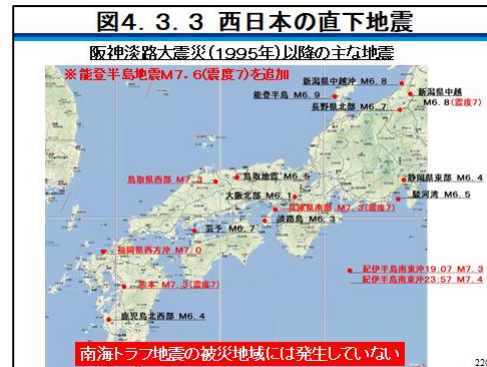 図4.3.3 西日本の直下地震
阪神淡路大震災(1995年)以降の主な地震
※能登半島地震M7.6(震度7)を追加
新潟県中越沖 M6.8
能登半島 M6.9
新潟県中越
M6.8(震度7)
長野県北部 M6.7
鳥取県西部 M7.3
鳥取地震 M6.5
静岡県東部 M6.4
大阪北部 M6.1
駿河湾 M6.5
兵庫県南部 M7.3(震度7)
淡路島 M6.3
芸予 M6.7
福岡県西方沖 M7.0
紀伊半島南東沖19:07 M7.3
紀伊半島南東沖23:57 M7.4
熊本 M7.3(震度7)
鹿児島北西部 M6.4
南海トラフ地震の被災地域には発生していない